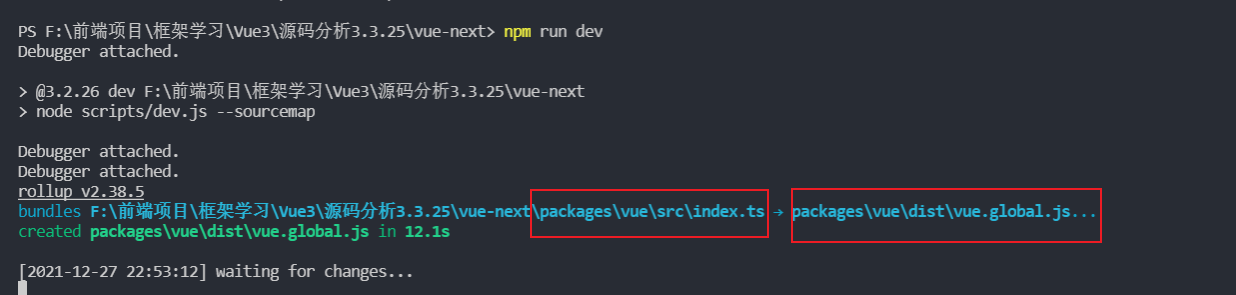 PS F:\前端项目\框架学习\Vue3\源码分析3.3.25\vue-next> npm run dev
Debugger attached.
> @3.2.26 dev F:\前端项目\框架学习\Vue3\源码分析3.3.25\vue-next
> node scripts/dev.js --sourcemap
Debugger attached.
Debugger attached.
rollup v2.38.5
bundles F:\前端项目\框架学习\Vue3\源码分析3.3.25\vue-next\packages\vue\src\index.ts → packages\vue\dist\vue.global.js...
created packages\vue\dist\vue.global.js in 12.1s
[2021-12-27 22:53:12] waiting for changes...